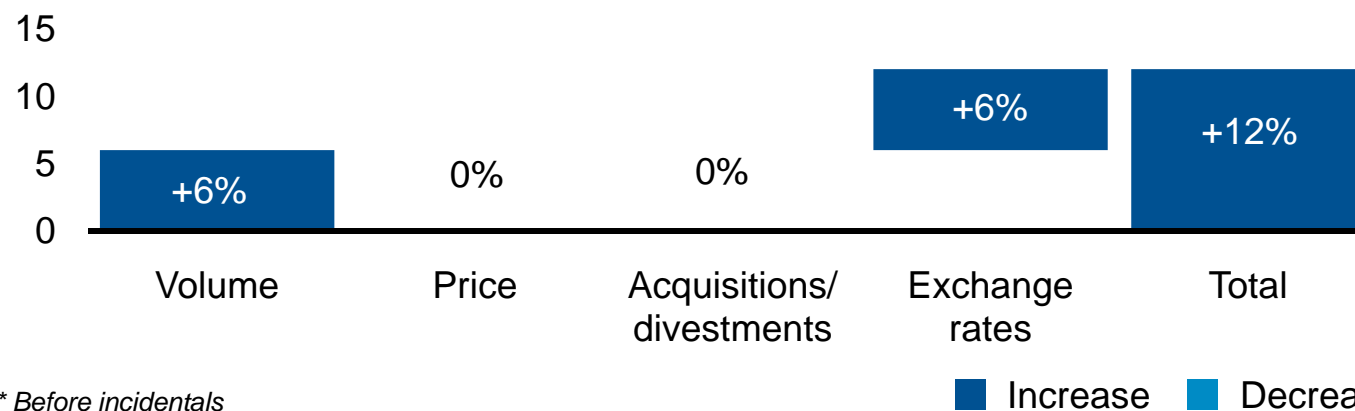 15
10
5
0
+6%
0%
0%
+6%
+12%
Volume
Price
Acquisitions/
divestments
Exchange
rates
Total
* Before incidentals
Increase
Decrea